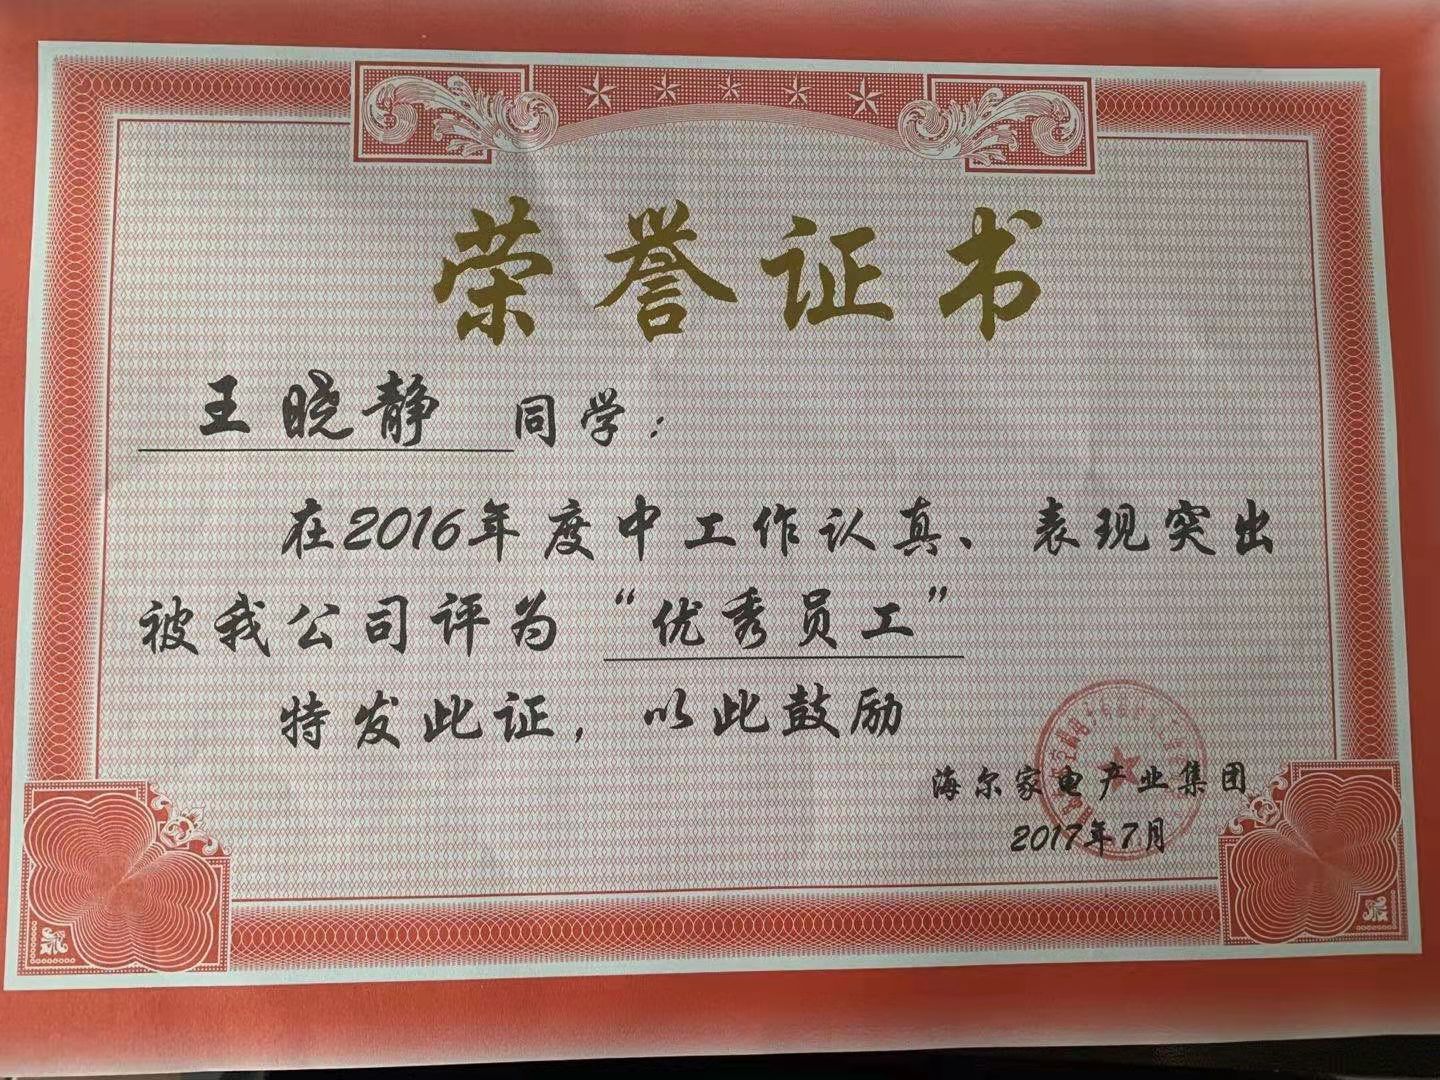 荣誉证书
王晓静 同学：
在2016年度中工作认真、表现突出
被我公司评为“优秀员工”
特发此证，以此鼓励
海尔家电产业集团
2017年7月